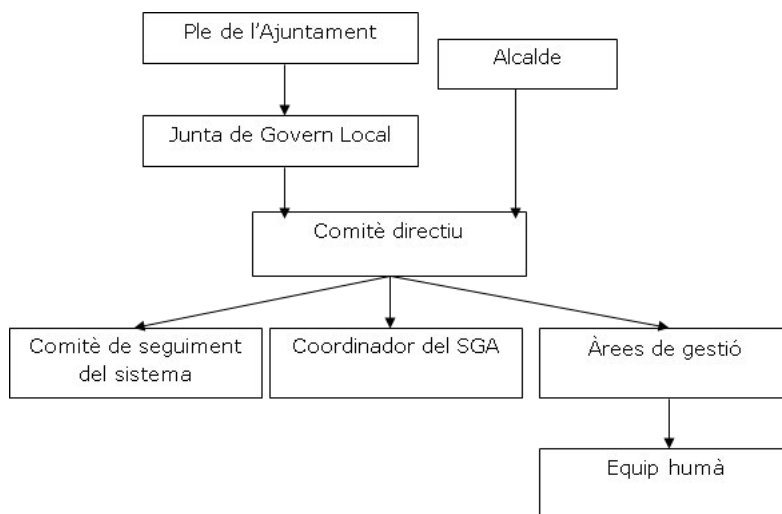 Ple de l'Ajuntament
Alcalde
Junta de Govern Local
Comitè directiu
Comitè de seguiment
del sistema
Coordinador del SGA
Àrees de gestió
Equip humà